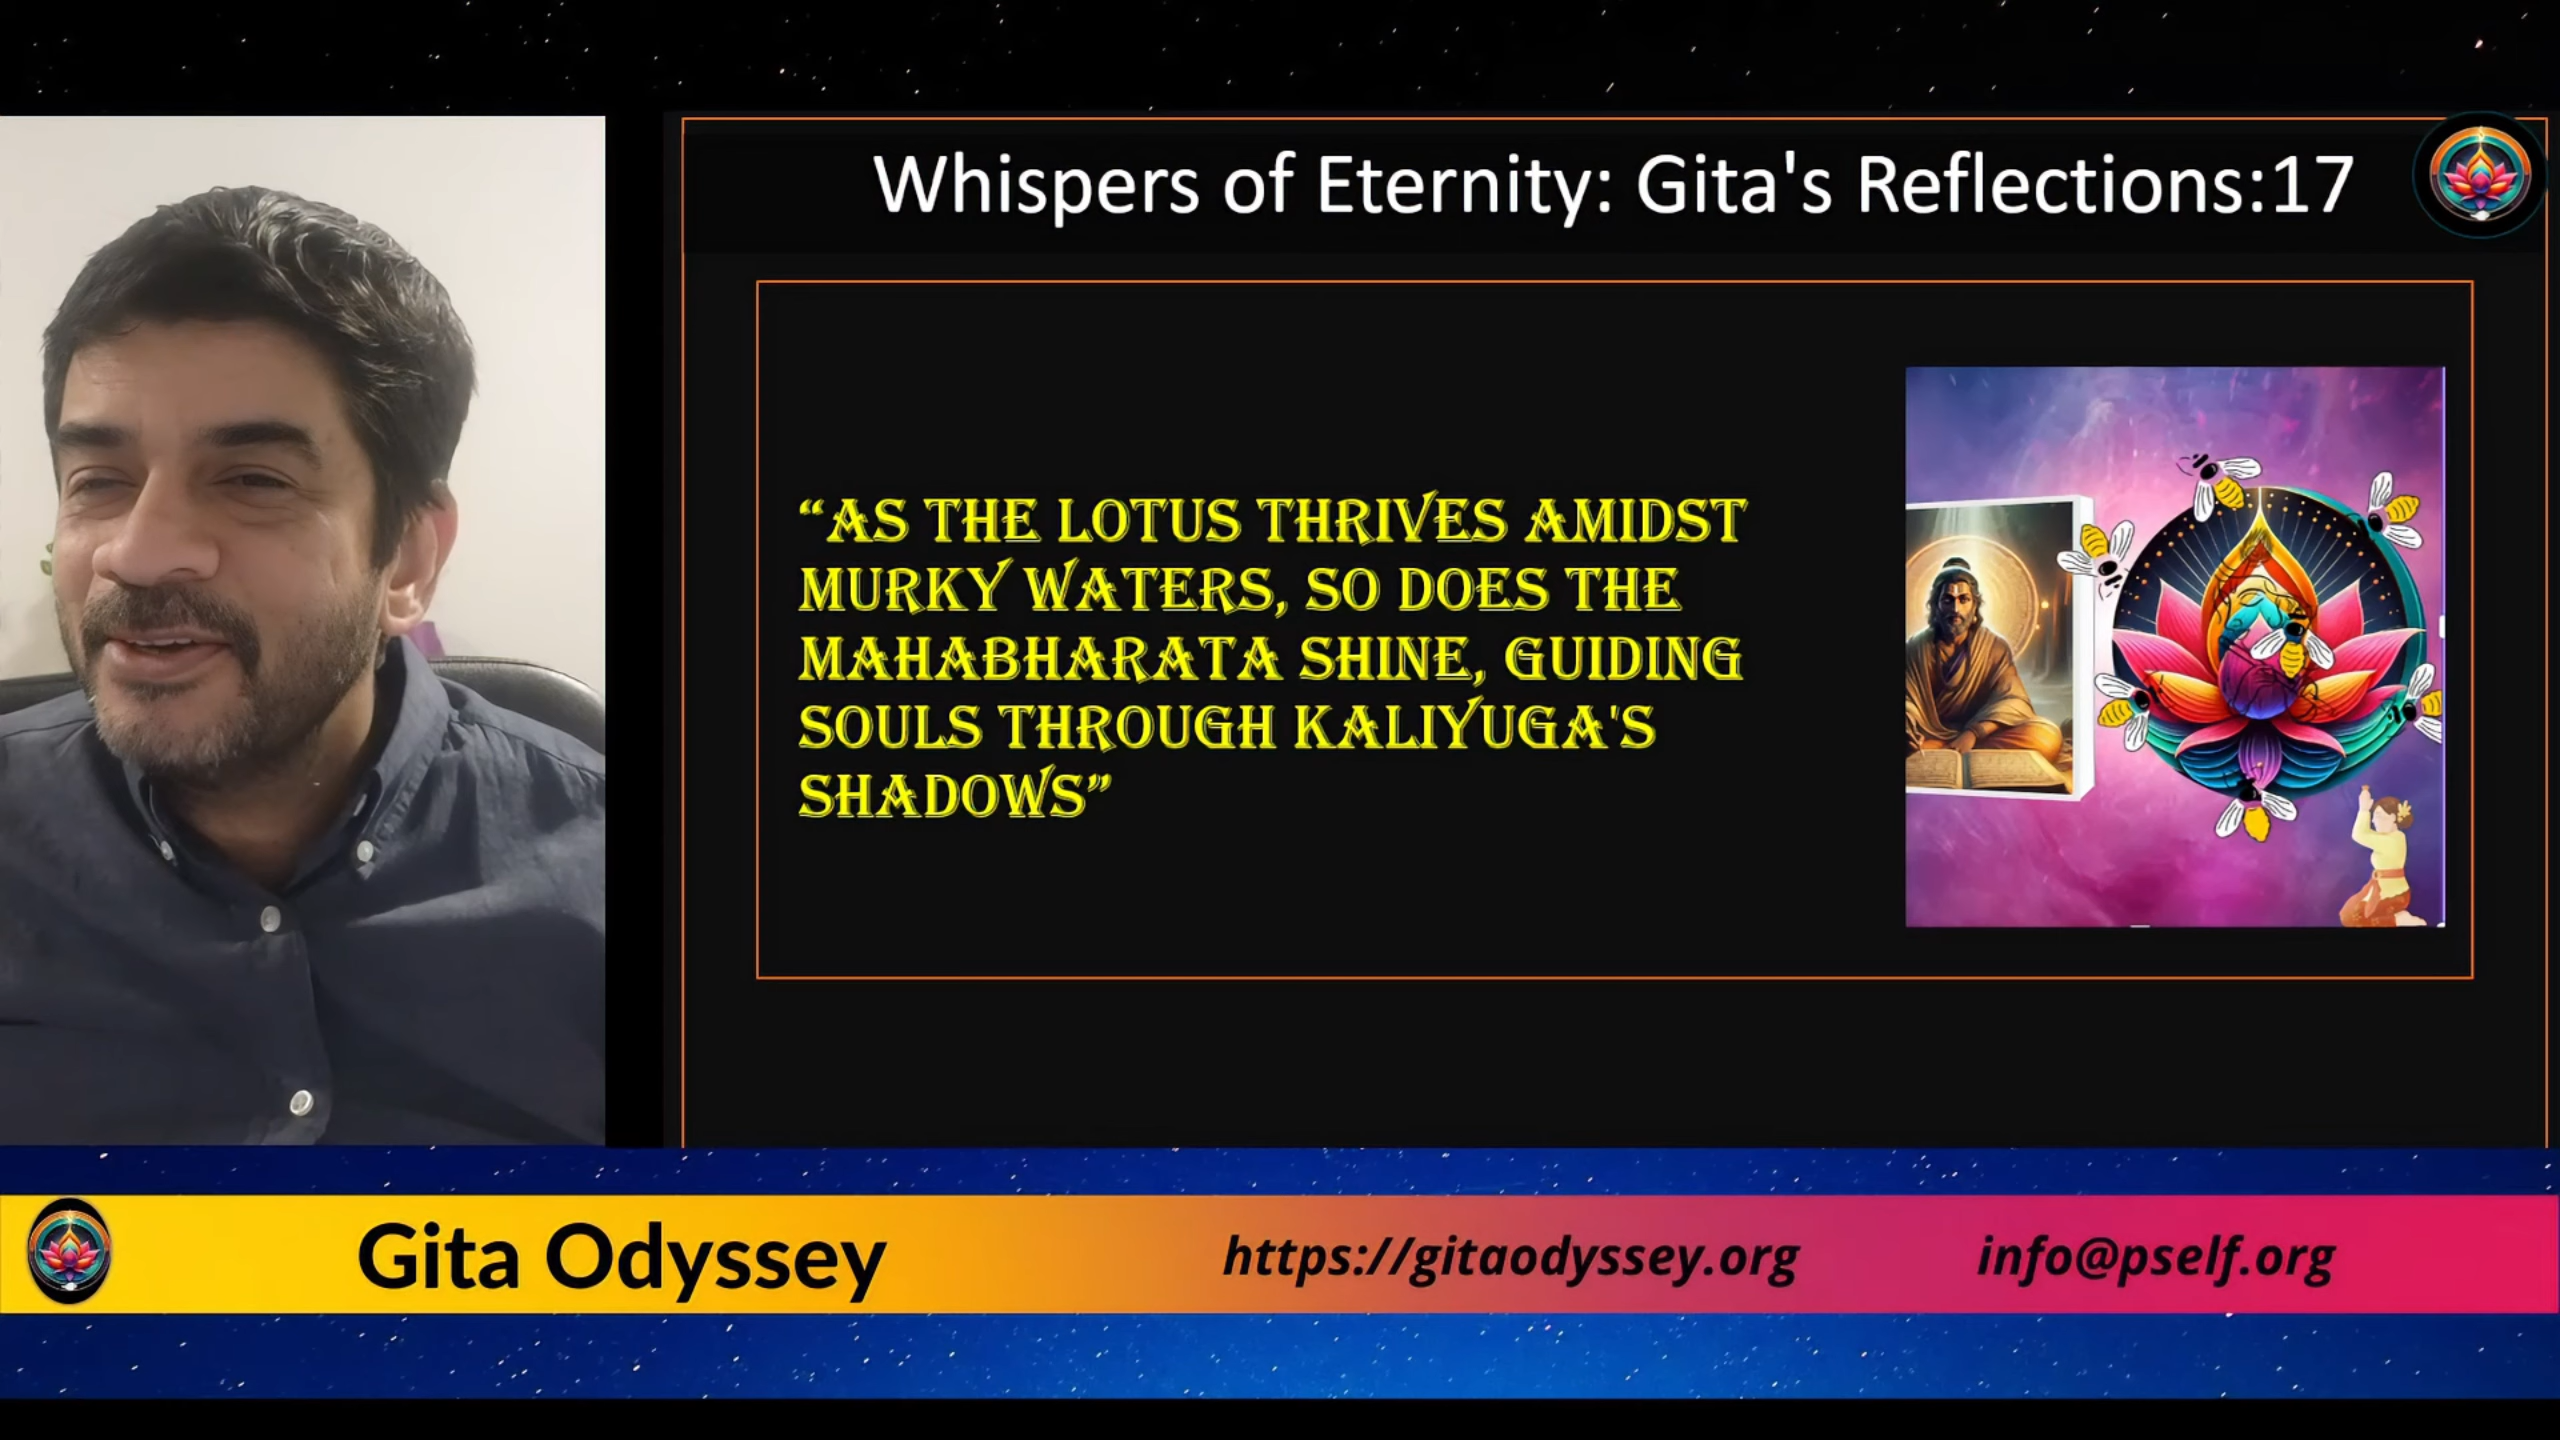 Whispers of Eternity: Gita's Reflections:17
“AS THE LOTUS THRIVES AMIDST
MURKY WATERS, SO DOES THE
MAHABHARATA SHINE, GUIDING
SOULS THROUGH KALIYUGA'S
SHADOWS”
Gita Odyssey
https://gitaodyssey.org
info@pself.org